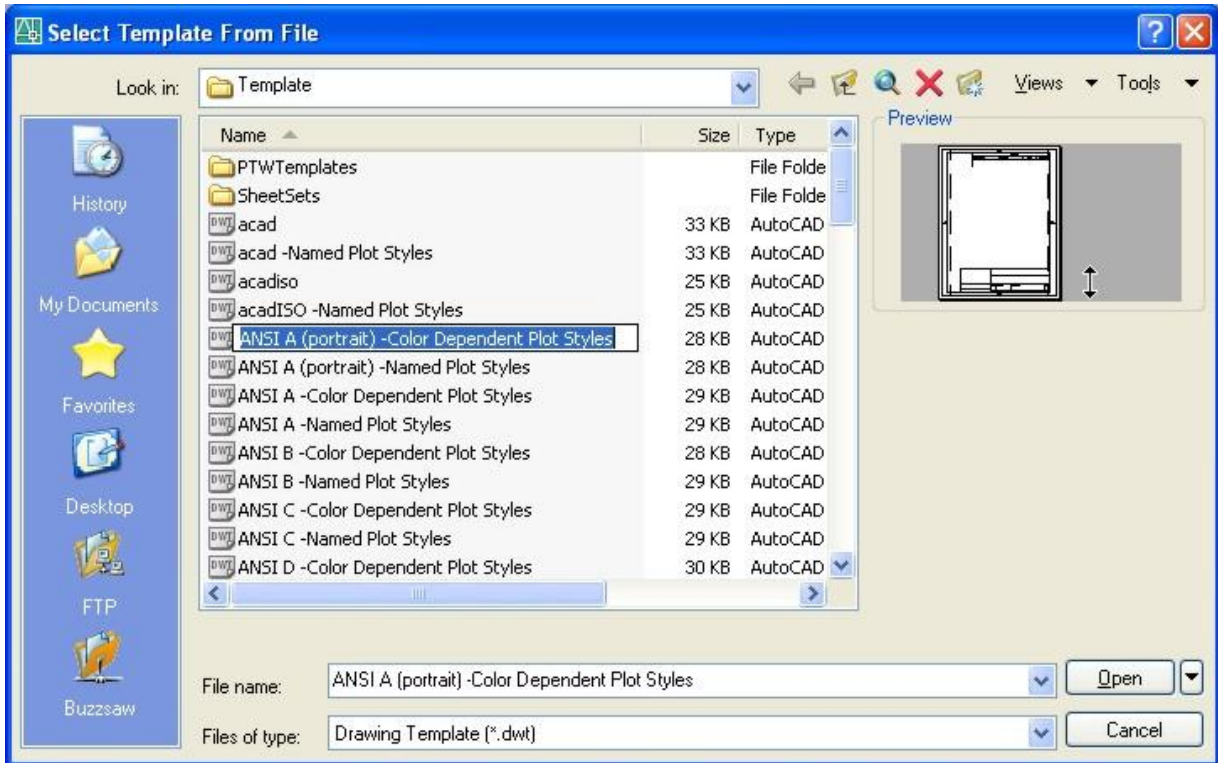 Select Template From File
Look in: Template Views Tools
Name Size Type
PTWTemplates File Folde
SheetSets File Folde
acad 33 KB AutoCAD
acad -Named Plot Styles 33 KB AutoCAD
acadiso 25 KB AutoCAD
acadISO -Named Plot Styles 25 KB AutoCAD
ANSI A (portrait) -Color Dependent Plot Styles 28 KB AutoCAD
ANSI A (portrait) -Named Plot Styles 28 KB AutoCAD
ANSI A -Color Dependent Plot Styles 29 KB AutoCAD
ANSI A -Named Plot Styles 29 KB AutoCAD
ANSI B -Color Dependent Plot Styles 28 KB AutoCAD
ANSI B -Named Plot Styles 29 KB AutoCAD
ANSI C -Color Dependent Plot Styles 29 KB AutoCAD
ANSI C -Named Plot Styles 29 KB AutoCAD
ANSI D -Color Dependent Plot Styles 30 KB AutoCAD
History
My Documents
Favorites
Desktop
FTP
Buzzsaw
Preview
File name: ANSI A (portrait) -Color Dependent Plot Styles Open
Files of type: Drawing Template (*.dwt) Cancel